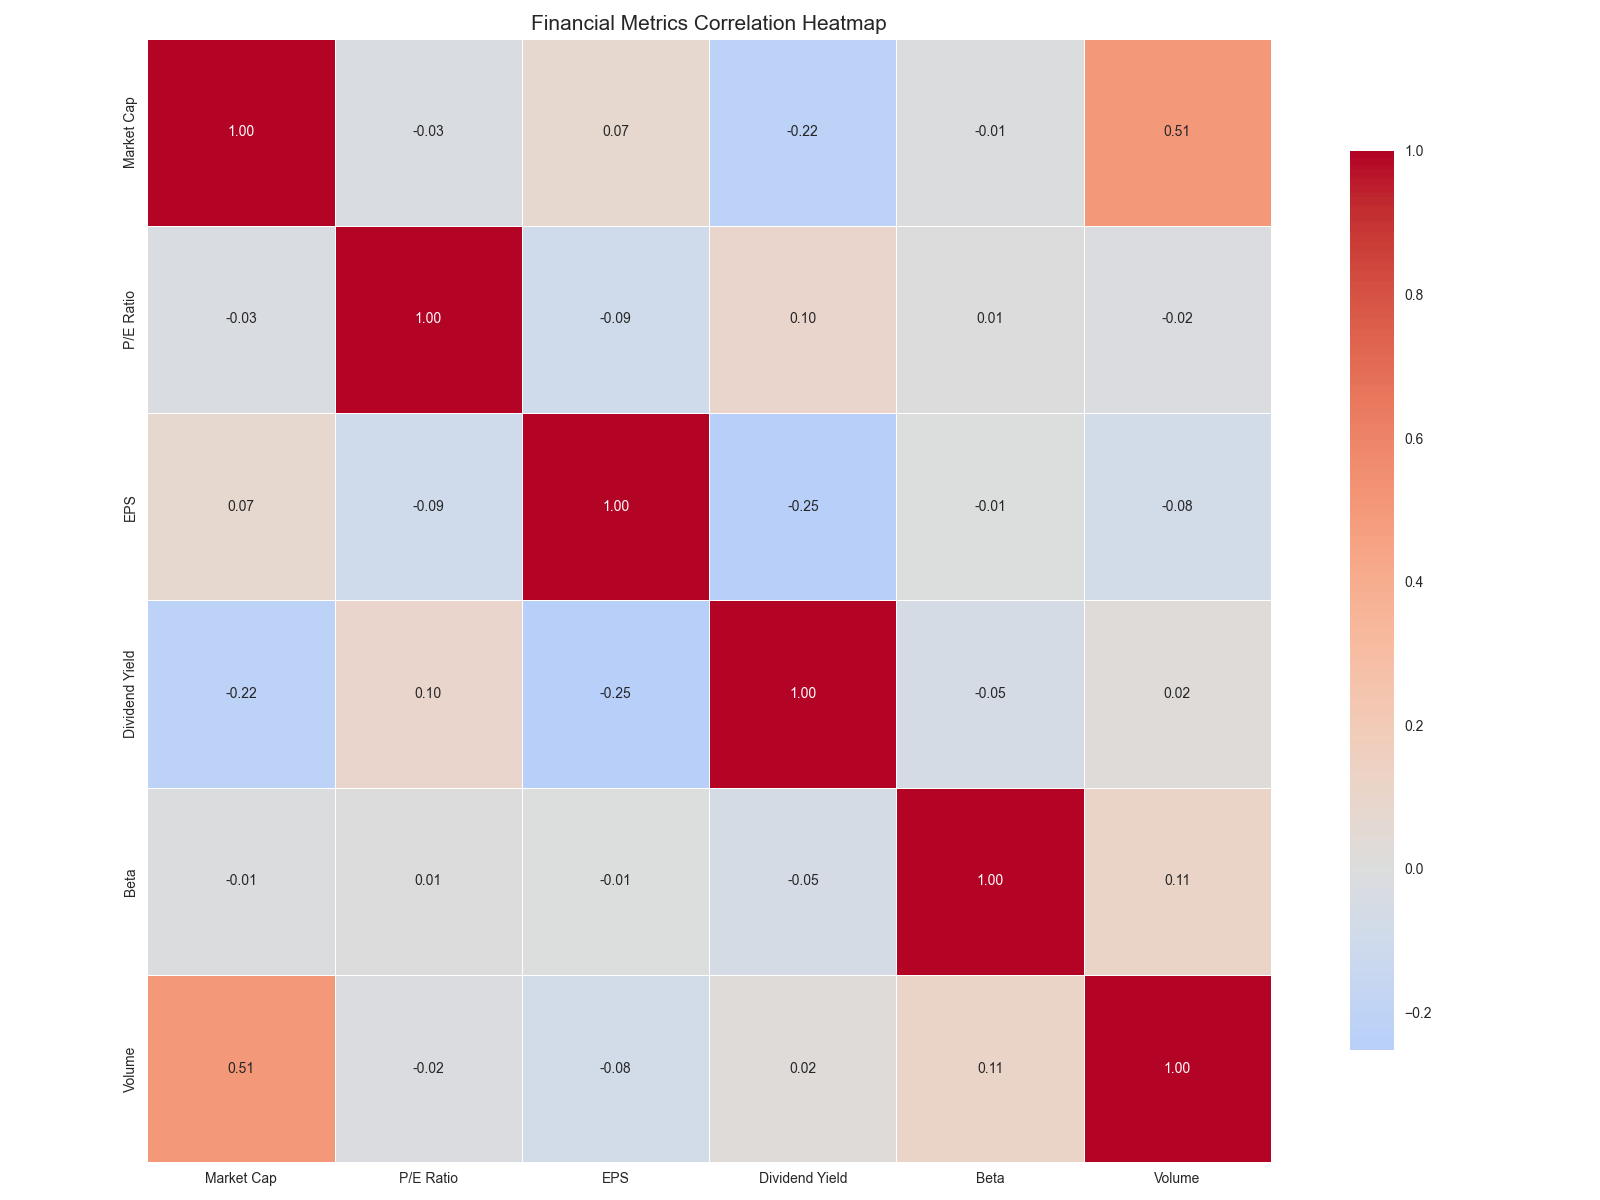 Financial Metrics Correlation Heatmap
Market Cap 1.00 -0.03 0.07 -0.22 -0.01 0.51
P/E Ratio -0.03 1.00 -0.09 0.10 0.01 -0.02
EPS 0.07 -0.09 1.00 -0.25 -0.01 -0.08
Dividend Yield -0.22 0.10 -0.25 1.00 -0.05 0.02
Beta -0.01 0.01 -0.01 -0.05 1.00 0.11
Volume 0.51 -0.02 -0.08 0.02 0.11 1.00
Market Cap P/E Ratio EPS Dividend Yield Beta Volume
1.0
0.8
0.6
0.4
0.2
0.0
−0.2